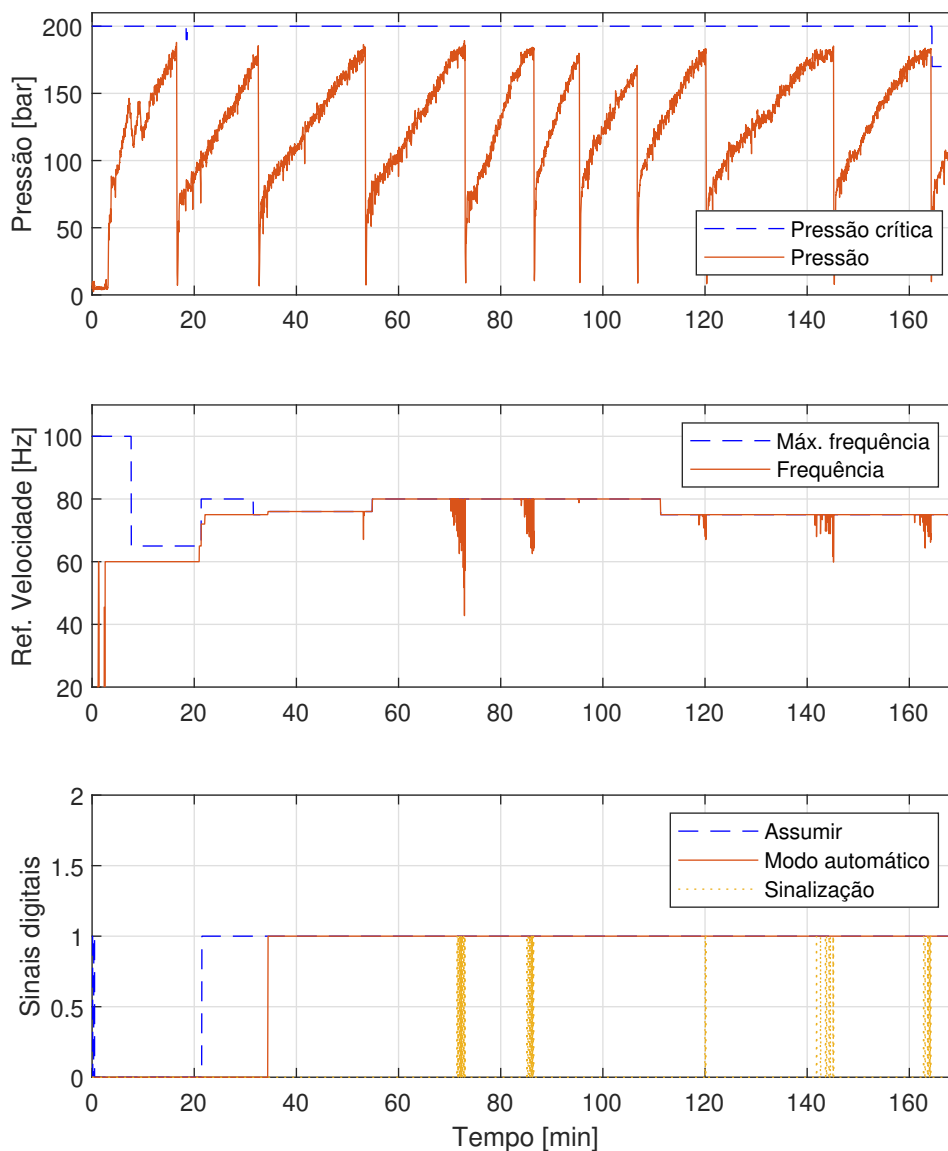 Pressão [bar]
200
150
100
50
0
Pressão crítica
Pressão
0 20 40 60 80 100 120 140 160
Ref. Velocidade [Hz]
100
80
60
40
20
Máx. frequência
Frequência
0 20 40 60 80 100 120 140 160
Sinais digitais
2
1.5
1
0.5
0
Assumir
Modo automático
Sinalização
0 20 40 60 80 100 120 140 160
Tempo [min]